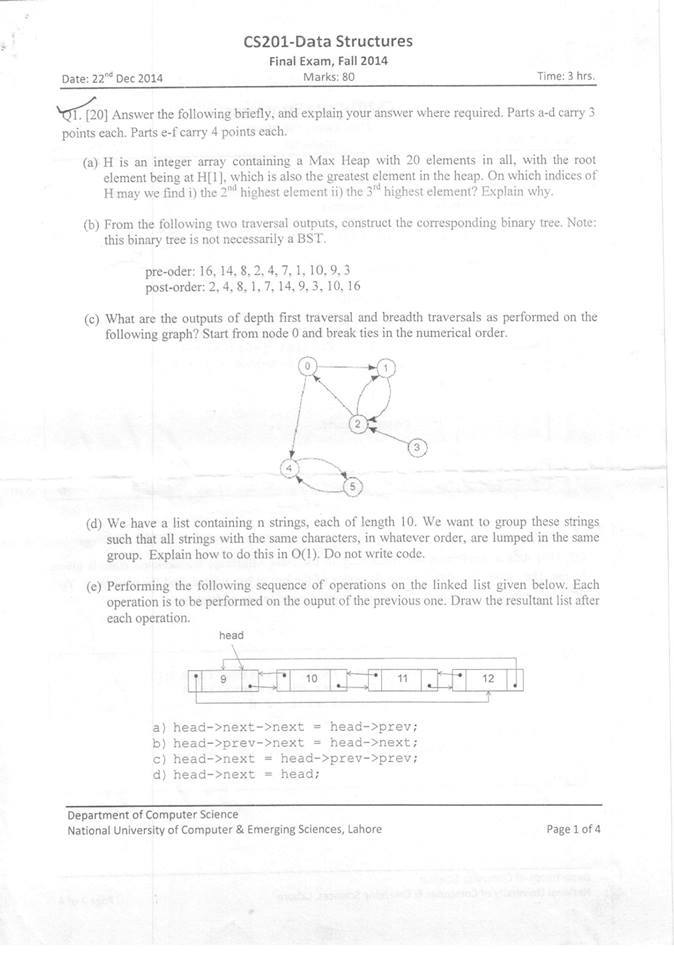 CS201-Data Structures
Final Exam, Fall 2014
Date: 22nd Dec 2014 Marks: 80 Time: 3 hrs.
Q1. [20] Answer the following briefly, and explain your answer where required. Parts a-d carry 3
points each. Parts e-f carry 4 points each.
(a) H is an integer array containing a Max Heap with 20 elements in all, with the root
element being at H[1], which is also the greatest element in the heap. On which indices of
H may we find i) the 2nd highest element ii) the 3rd highest element? Explain why.
(b) From the following two traversal outputs, construct the corresponding binary tree. Note:
this binary tree is not necessarily a BST.
pre-oder: 16, 14, 8, 2, 4, 7, 1, 10, 9, 3
post-order: 2, 4, 8, 1, 7, 14, 9, 3, 10, 16
(c) What are the outputs of depth first traversal and breadth traversals as performed on the
following graph? Start from node 0 and break ties in the numerical order.
0
1
2
3
4
5
(d) We have a list containing n strings, each of length 10. We want to group these strings
such that all strings with the same characters, in whatever order, are lumped in the same
group. Explain how to do this in O(1). Do not write code.
(e) Performing the following sequence of operations on the linked list given below. Each
operation is to be performed on the ouput of the previous one. Draw the resultant list after
each operation.
head
9 10 11 12
a) head->next->next = head->prev;
b) head->prev->next = head->next;
c) head->next = head->prev->prev;
d) head->next = head;
Department of Computer Science
National University of Computer & Emerging Sciences, Lahore Page 1 of 4